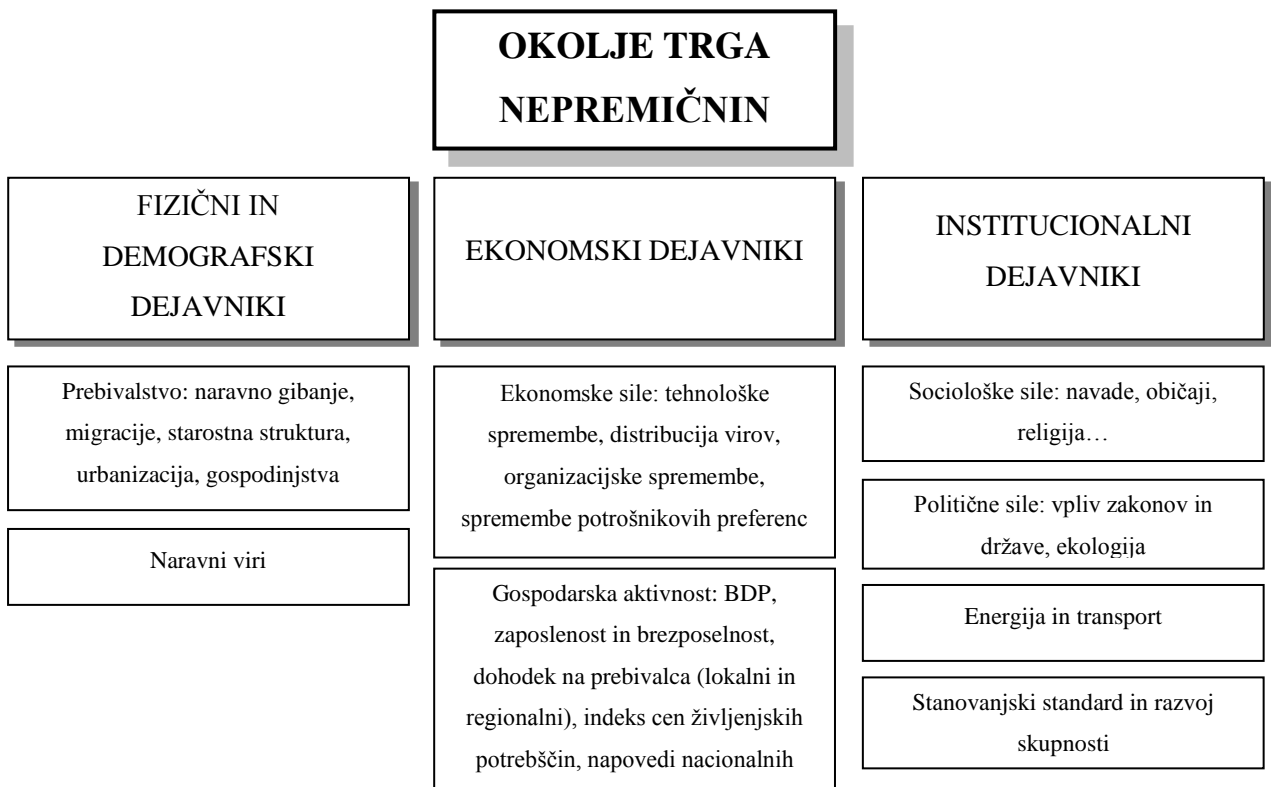 OKOLJE TRGA
NEPREMIČNIN
FIZIČNI IN
DEMOGRAFSKI
DEJAVNIKI
Prebivalstvo: naravno gibanje,
migracije, starostna struktura,
urbanizacija, gospodinjstva
Naravni viri
EKONOMSKI DEJAVNIKI
Ekonomske sile: tehnološke
spremembe, distribucija virov,
organizacijske spremembe,
spremembe potrošnikovih preferenc
Gospodarska aktivnost: BDP,
zaposlenost in brezposelnost,
dohodek na prebivalca (lokalni in
regionalni), indeks cen življenjskih
potrebščin, napovedi nacionalnih
INSTITUCIONALNI
DEJAVNIKI
Sociološke sile: navade, običaji,
religija…
Politične sile: vpliv zakonov in
države, ekologija
Energija in transport
Stanovanjski standard in razvoj
skupnosti